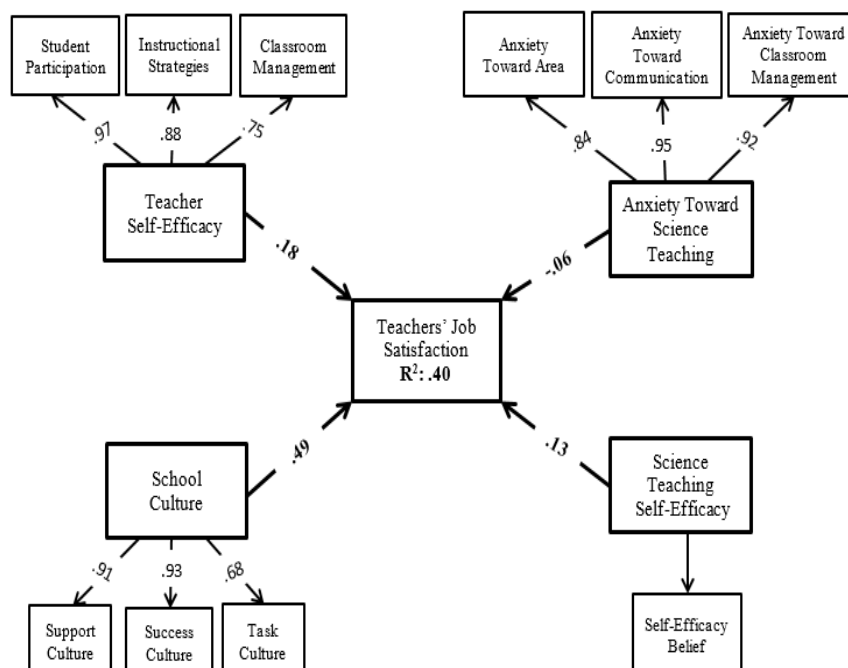 Student
Participation
Instructional
Strategies
Classroom
Management
Anxiety
Toward Area
Anxiety
Toward
Communication
Anxiety Toward
Classroom
Management
.97
.88
.75
.84
.95
.92
Teacher
Self-Efficacy
Anxiety Toward
Science
Teaching
.18
-.06
Teachers' Job
Satisfaction
R²: .40
.49
.13
School
Culture
Science
Teaching
Self-Efficacy
.91
.93
.68
Support
Culture
Success
Culture
Task
Culture
Self-Efficacy
Belief